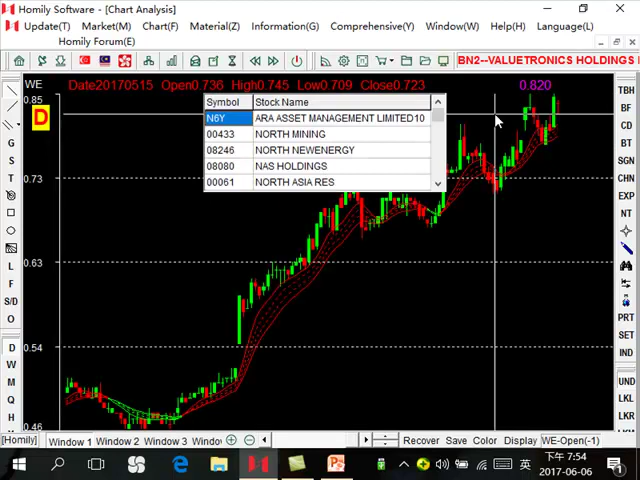 Homily Software - [Chart Analysis]
Update(T) Market(M) Chart(F) Material(Z) Information(G) Comprehensive(Y) Window(W) Help(H) Language(L)
Homily Forum(E)
BN2--VALUETRONICS HOLDINGS
WE Date20170515 Open0.736 High0.745 Low0.709 Close0.723 0.820
0.85
D
Symbol Stock Name
N6Y ARA ASSET MANAGEMENT LIMITED10
00433 NORTH MINING
08246 NORTH NEWENERGY
08080 NAS HOLDINGS
00061 NORTH ASIA RES
0.73
0.63
0.54
0.46
G
S
T
L
F
S/D
O
D
W
M
Q
H
TBH
BF
CT
BT
SGN
CHN
EXP
NT
PRT
SET
IND
UND
LKL
LKR
[Homily] Window 1 Window 2 Window 3 Windo Recover Save Color Display WE-Open(-1)
英
下午 7:54
2017-06-06
1